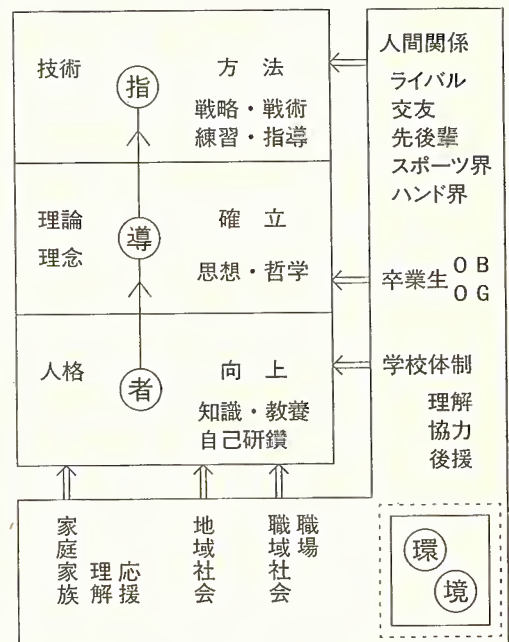 技術
指
方 法
戦略・戦術
練習・指導
理論
理念
導
確 立
思想・哲学
人格
者
向 上
知識・教養
自己研鑽
人間関係
ライバル
交友
先後輩
スポーツ界
ハンド界
卒業生 OB
OG
学校体制
理解
協力
後援
家庭家族
理解
応援
地域社会
職域社会
職場
環
境